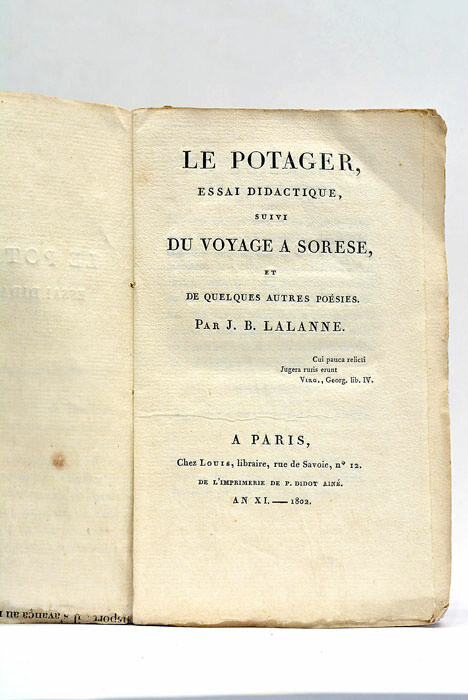 LE POTAGER,
ESSAI DIDACTIQUE,
SUIVI
DU VOYAGE A SORESE,
ET
DE QUELQUES AUTRES POÉSIES.
PAR J. B. LALANNE.
Cui pauca relicti
Jugera ruris erunt
VIRG., Georg. lib. IV.
A PARIS,
Chez LOUIS, libraire, rue de Savoie, n° 12.
DE L'IMPRIMERIE DE P. DIDOT AINÉ.
AN XI. — 1802.